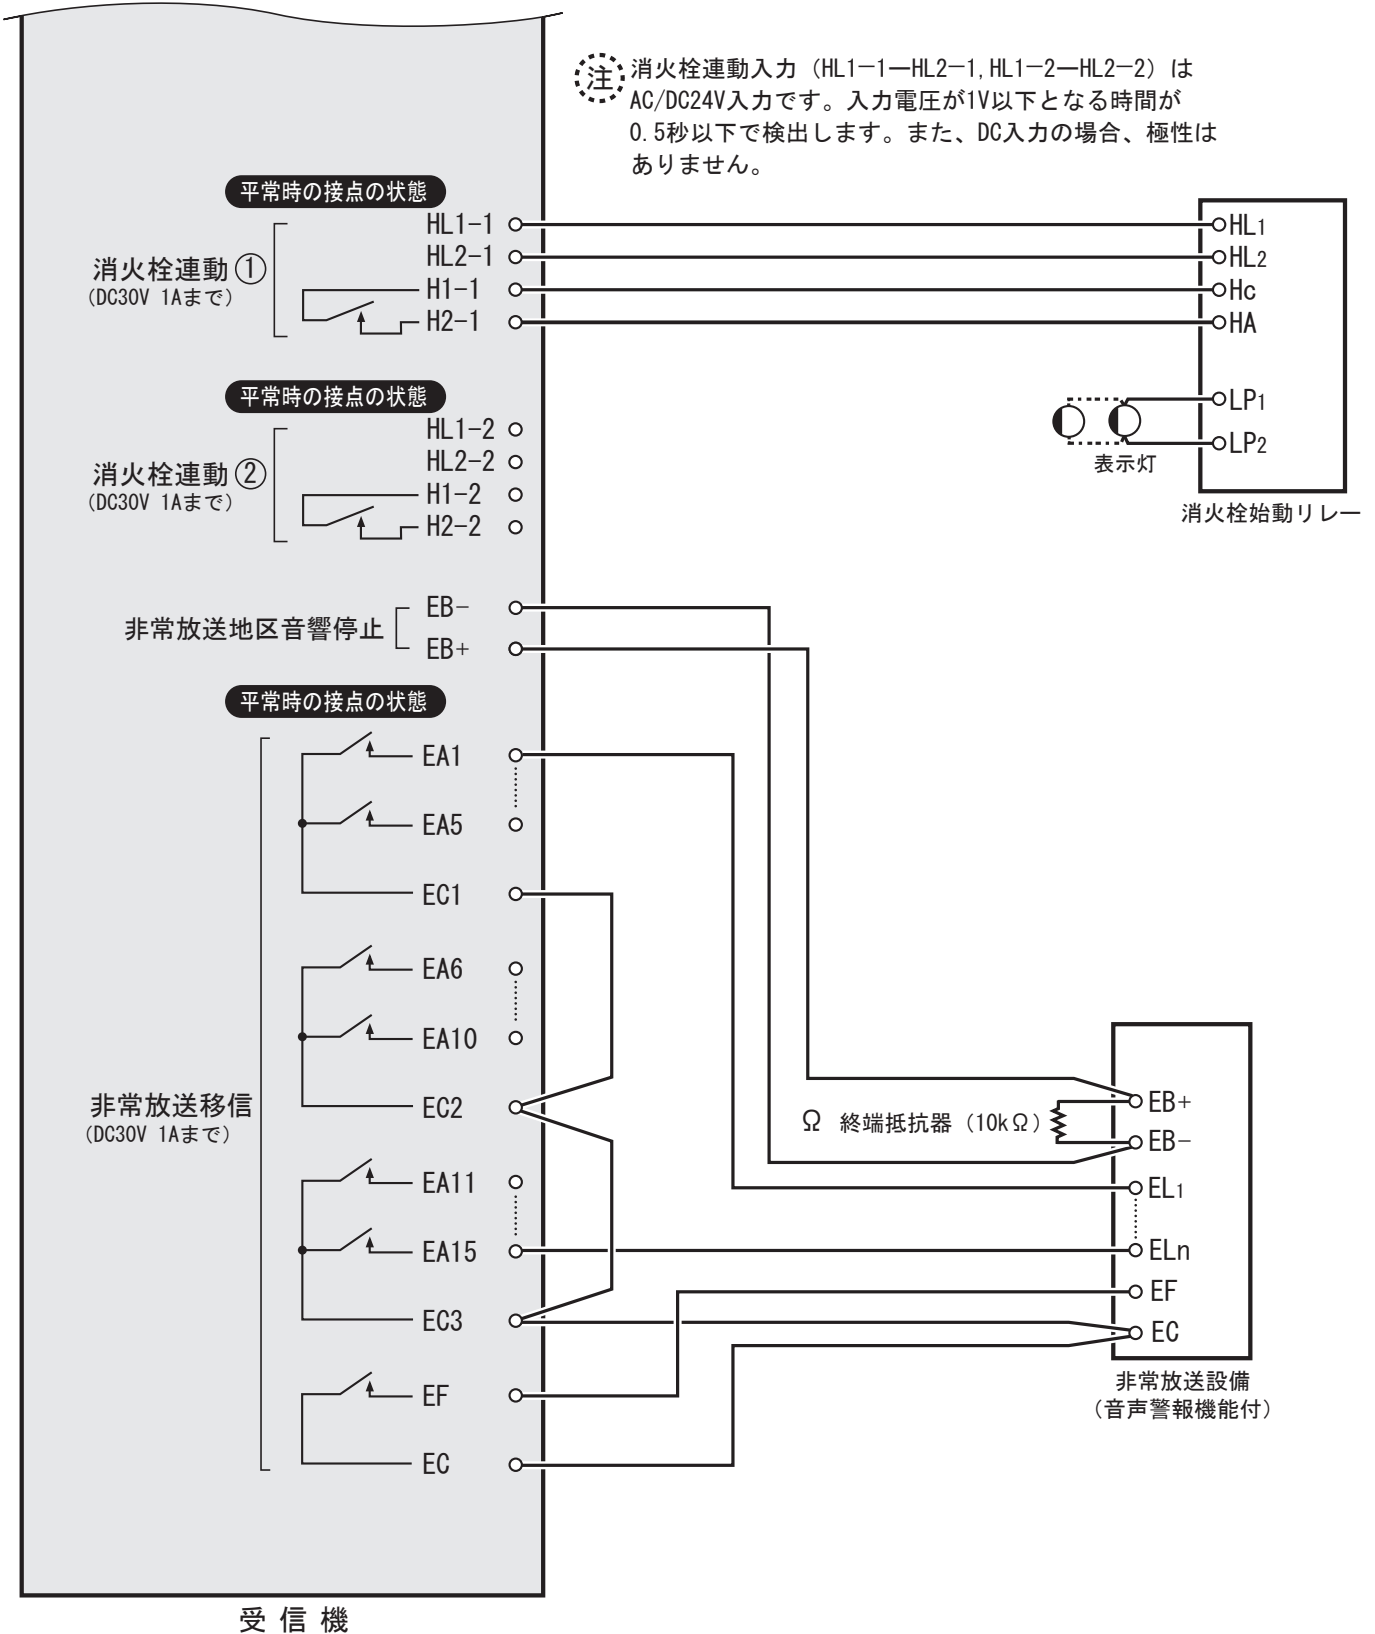 注 消火栓連動入力（HL1－1ーHL2－1,HL1－2ーHL2－2）は
AC/DC24V入力です。入力電圧が1V以下となる時間が
0.5秒以下で検出します。また、DC入力の場合、極性は
ありません。
平常時の接点の状態
消火栓連動①
（DC30V 1Aまで）
HL1－1
HL2－1
H1－1
H2－1
HL1
HL2
Hc
HA
LP1
LP2
表示灯
消火栓始動リレー
平常時の接点の状態
消火栓連動②
（DC30V 1Aまで）
HL1－2
HL2－2
H1－2
H2－2
非常放送地区音響停止
EB－
EB+
平常時の接点の状態
非常放送移信
（DC30V 1Aまで）
EA1
EA5
EC1
EA6
EA10
EC2
EA11
EA15
EC3
EF
EC
Ω 終端抵抗器（10kΩ）
EB+
EB－
EL1
ELn
EF
EC
非常放送設備
（音声警報機能付）
受信機